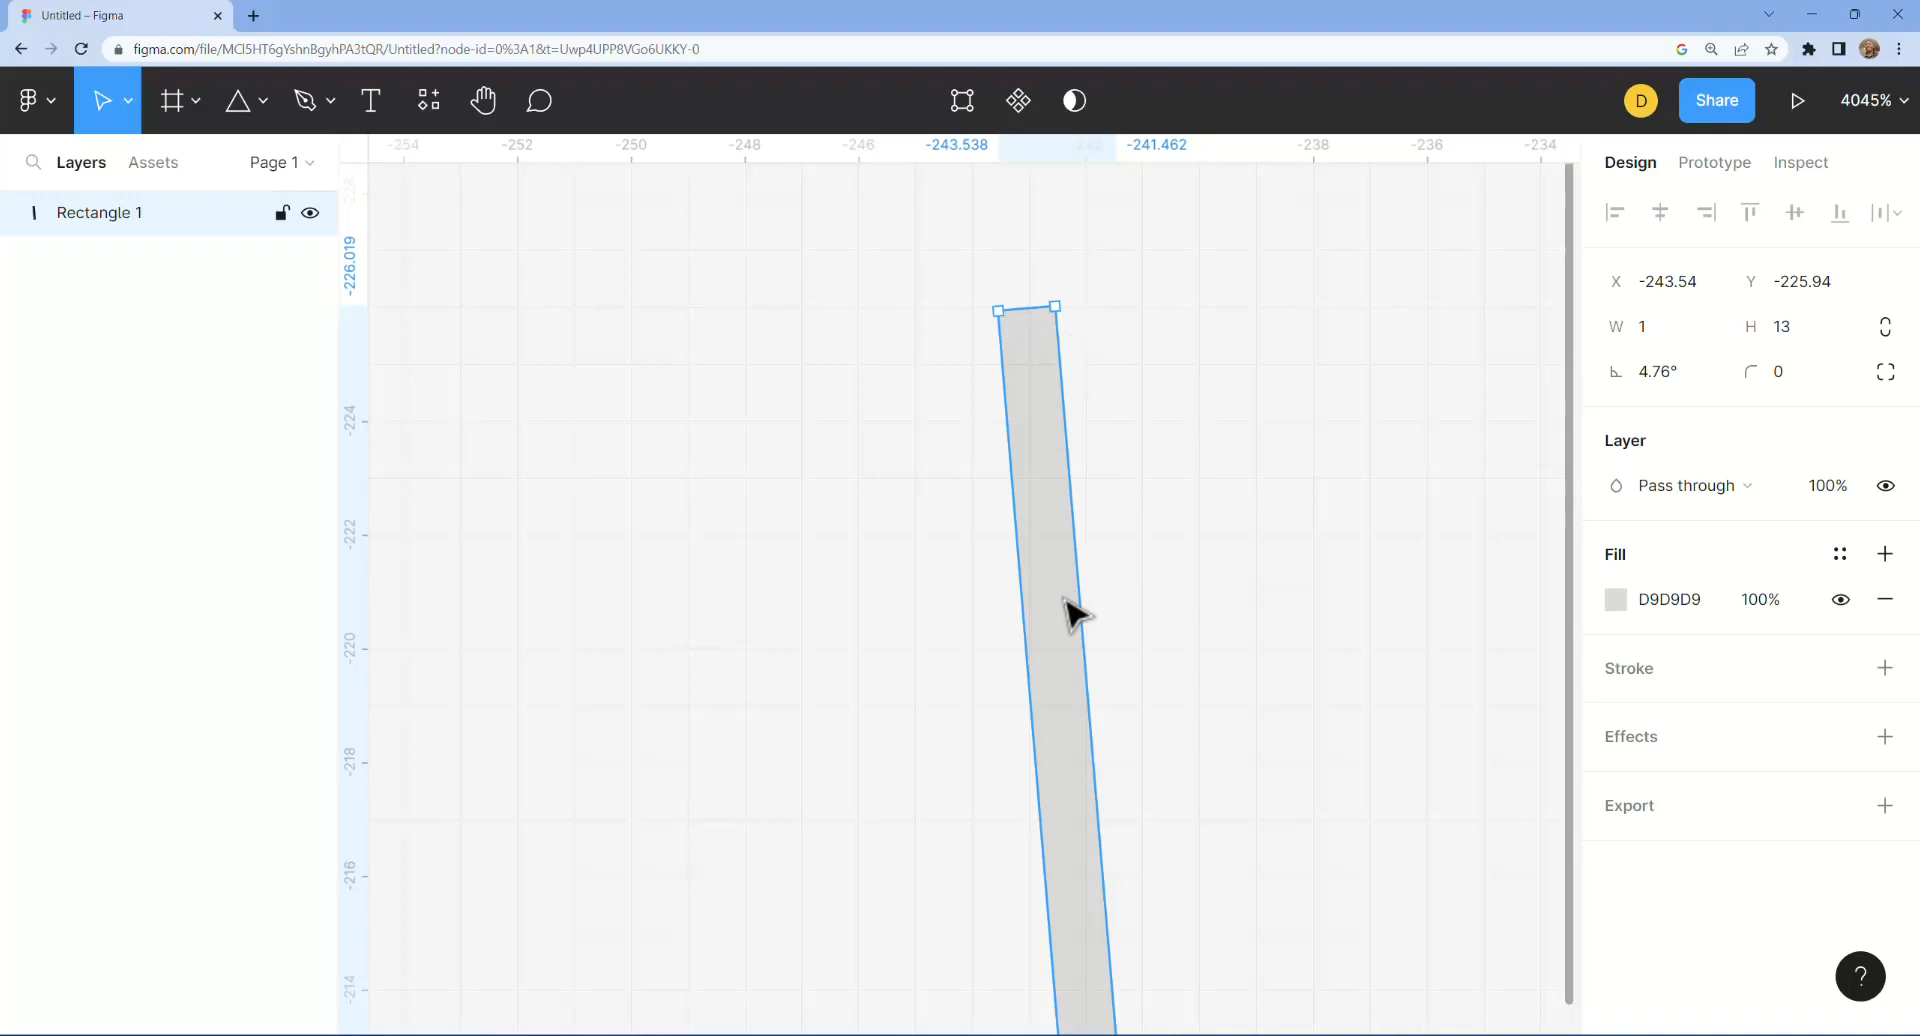 Untitled – Figma
figma.com/file/MCl5HT6gYshnBgyhPA3tQR/Untitled?node-id=0%3A1&t=Uwp4UPP8VGo6UKKY-0
D
Share
4045%
Layers
Assets
Page 1
Rectangle 1
-254
-252
-250
-248
-246
-243.538
-241.462
-238
-236
-234
-226.019
-224
-222
-220
-218
-216
-214
Design
Prototype
Inspect
X -243.54
Y -225.94
W 1
H 13
4.76°
0
Layer
Pass through
100%
Fill
D9D9D9
100%
Stroke
Effects
Export
?